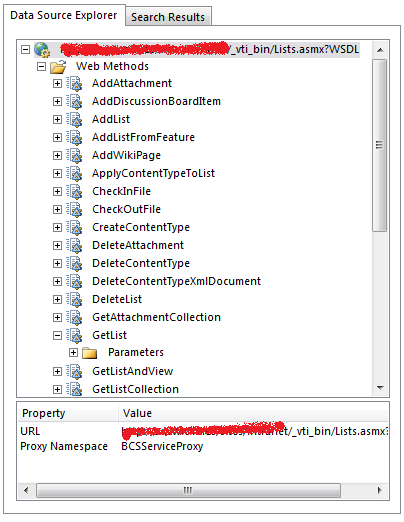 Data Source Explorer
Search Results
/_vti_bin/Lists.asmx?WSDL
Web Methods
AddAttachment
AddDiscussionBoardItem
AddList
AddListFromFeature
AddWikiPage
ApplyContentTypeToList
CheckInFile
CheckOutFile
CreateContentType
DeleteAttachment
DeleteContentType
DeleteContentTypeXmlDocument
DeleteList
GetAttachmentCollection
GetList
Parameters
GetListAndView
GetListCollection
Property Value
URL /_vti_bin/Lists.asmx?
Proxy Namespace BCSServiceProxy